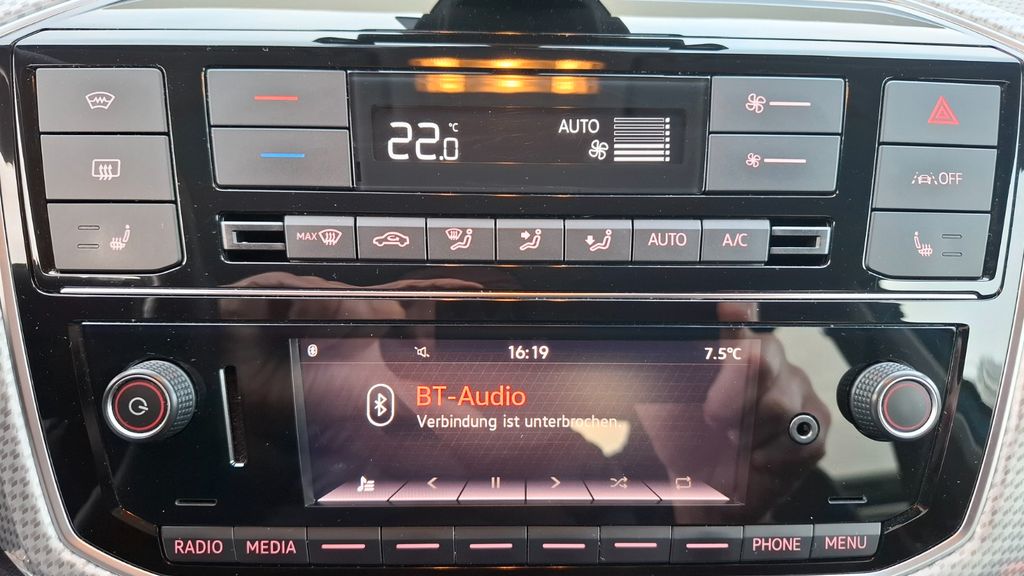 22.0 °C
AUTO
OFF
MAX
AUTO
A/C
16:19
7.5°C
BT-Audio
Verbindung ist unterbrochen.
RADIO
MEDIA
PHONE
MENU